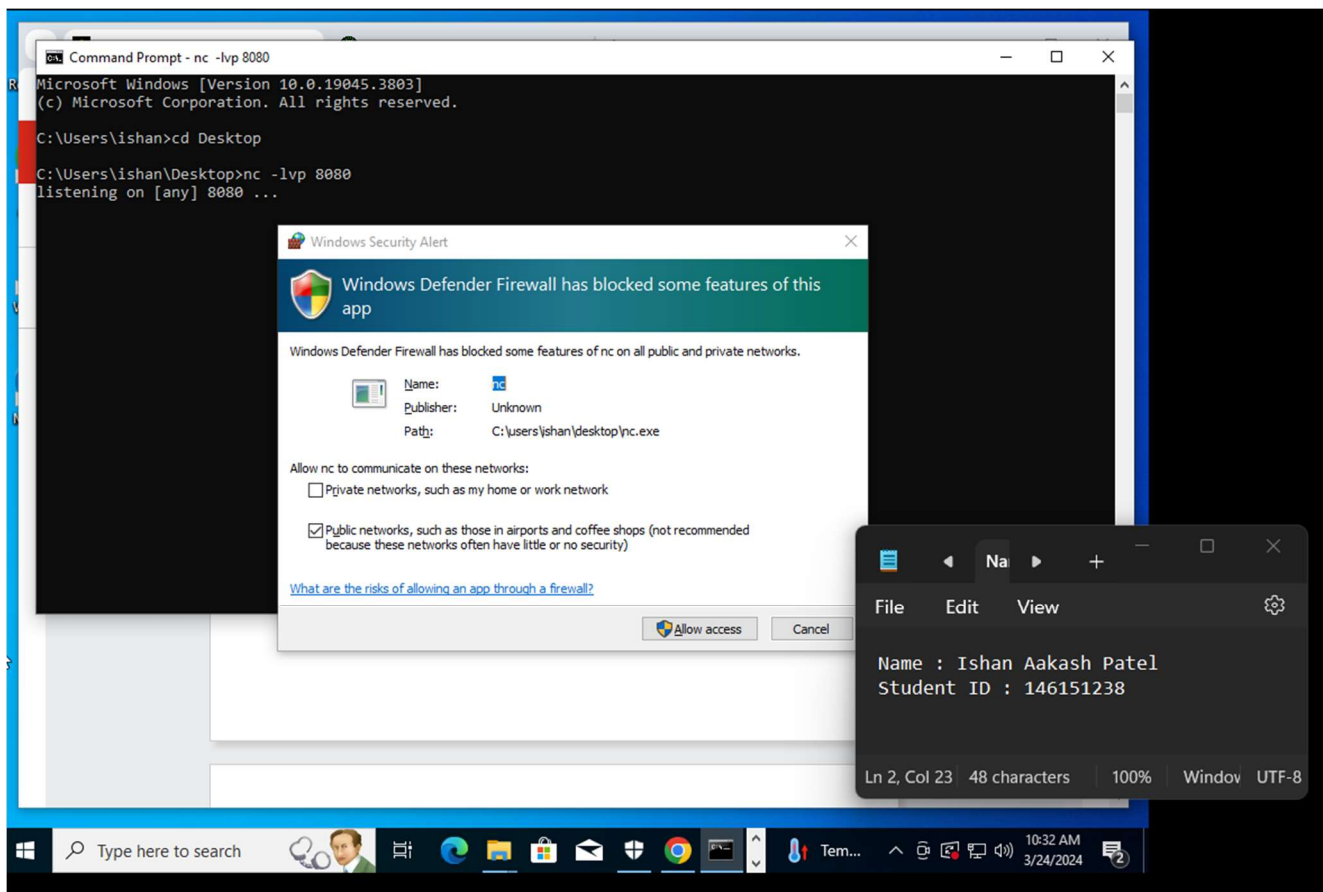 Command Prompt - nc -lvp 8080
Microsoft Windows [Version 10.0.19045.3803]
(c) Microsoft Corporation. All rights reserved.
C:\Users\ishan>cd Desktop
C:\Users\ishan\Desktop>nc -lvp 8080
listening on [any] 8080 ...
Windows Security Alert
Windows Defender Firewall has blocked some features of this
app
Windows Defender Firewall has blocked some features of nc on all public and private networks.
Name: nc
Publisher: Unknown
Path: C:\users\ishan\desktop\nc.exe
Allow nc to communicate on these networks:
Private networks, such as my home or work network
Public networks, such as those in airports and coffee shops (not recommended
because these networks often have little or no security)
What are the risks of allowing an app through a firewall?
Allow access Cancel
Na
File Edit View
Name : Ishan Aakash Patel
Student ID : 146151238
Ln 2, Col 23 48 characters 100% Window UTF-8
Type here to search
Tem...
10:32 AM
3/24/2024
2